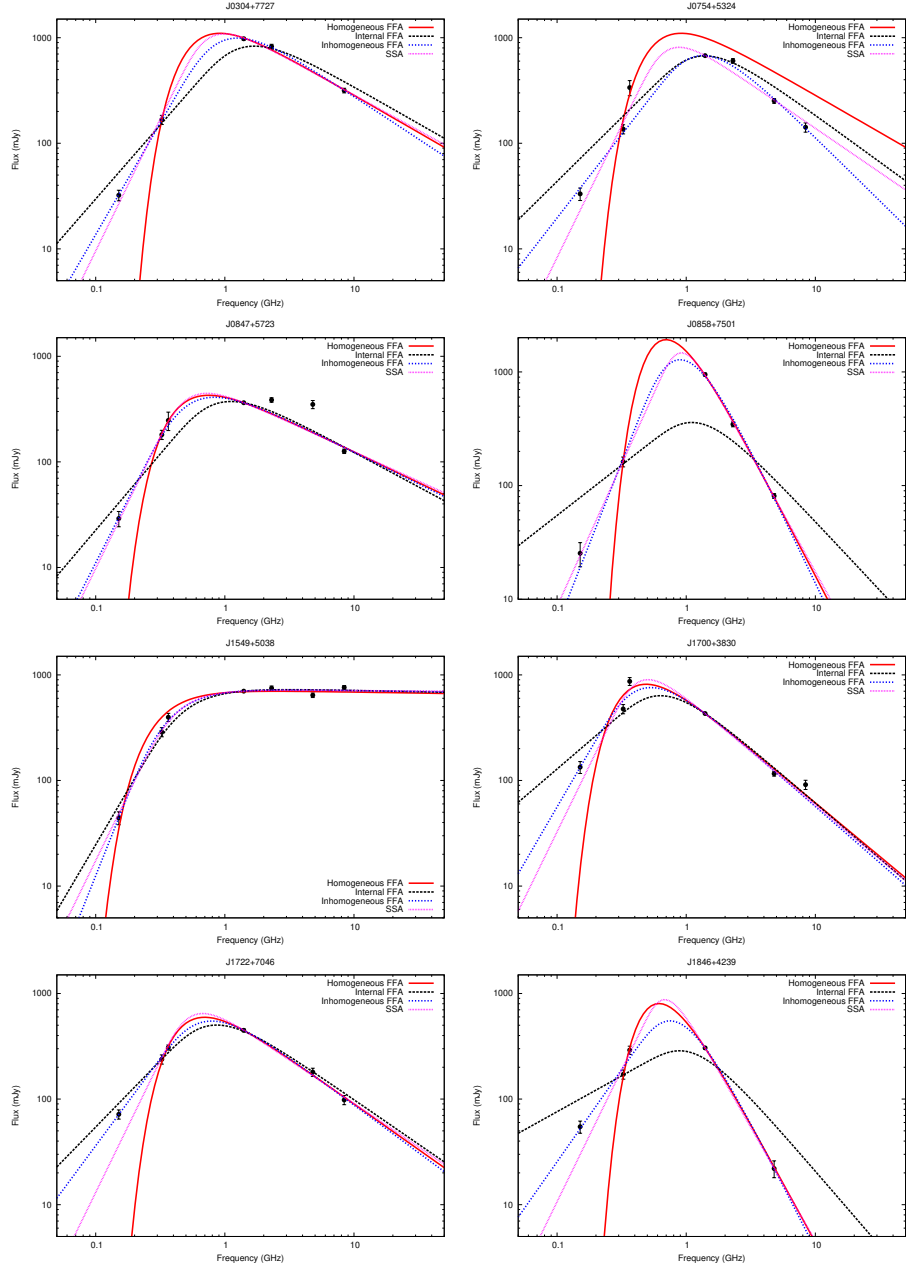 J0304+7727
Homogeneous FFA
Internal FFA
Inhomogeneous FFA
SSA
1000
100
10
Flux (mJy)
0.1 1 10
Frequency (GHz)
J0754+5324
Homogeneous FFA
Internal FFA
Inhomogeneous FFA
SSA
1000
100
10
Flux (mJy)
0.1 1 10
Frequency (GHz)
J0847+5723
Homogeneous FFA
Internal FFA
Inhomogeneous FFA
SSA
1000
100
10
Flux (mJy)
0.1 1 10
Frequency (GHz)
J0858+7501
Homogeneous FFA
Internal FFA
Inhomogeneous FFA
SSA
1000
100
10
Flux (mJy)
0.1 1 10
Frequency (GHz)
J1549+5038
1000
100
10
Flux (mJy)
Homogeneous FFA
Internal FFA
Inhomogeneous FFA
SSA
0.1 1 10
Frequency (GHz)
J1700+3830
Homogeneous FFA
Internal FFA
Inhomogeneous FFA
SSA
1000
100
10
Flux (mJy)
0.1 1 10
Frequency (GHz)
J1722+7046
Homogeneous FFA
Internal FFA
Inhomogeneous FFA
SSA
1000
100
10
Flux (mJy)
0.1 1 10
Frequency (GHz)
J1846+4239
Homogeneous FFA
Internal FFA
Inhomogeneous FFA
SSA
1000
100
10
Flux (mJy)
0.1 1 10
Frequency (GHz)